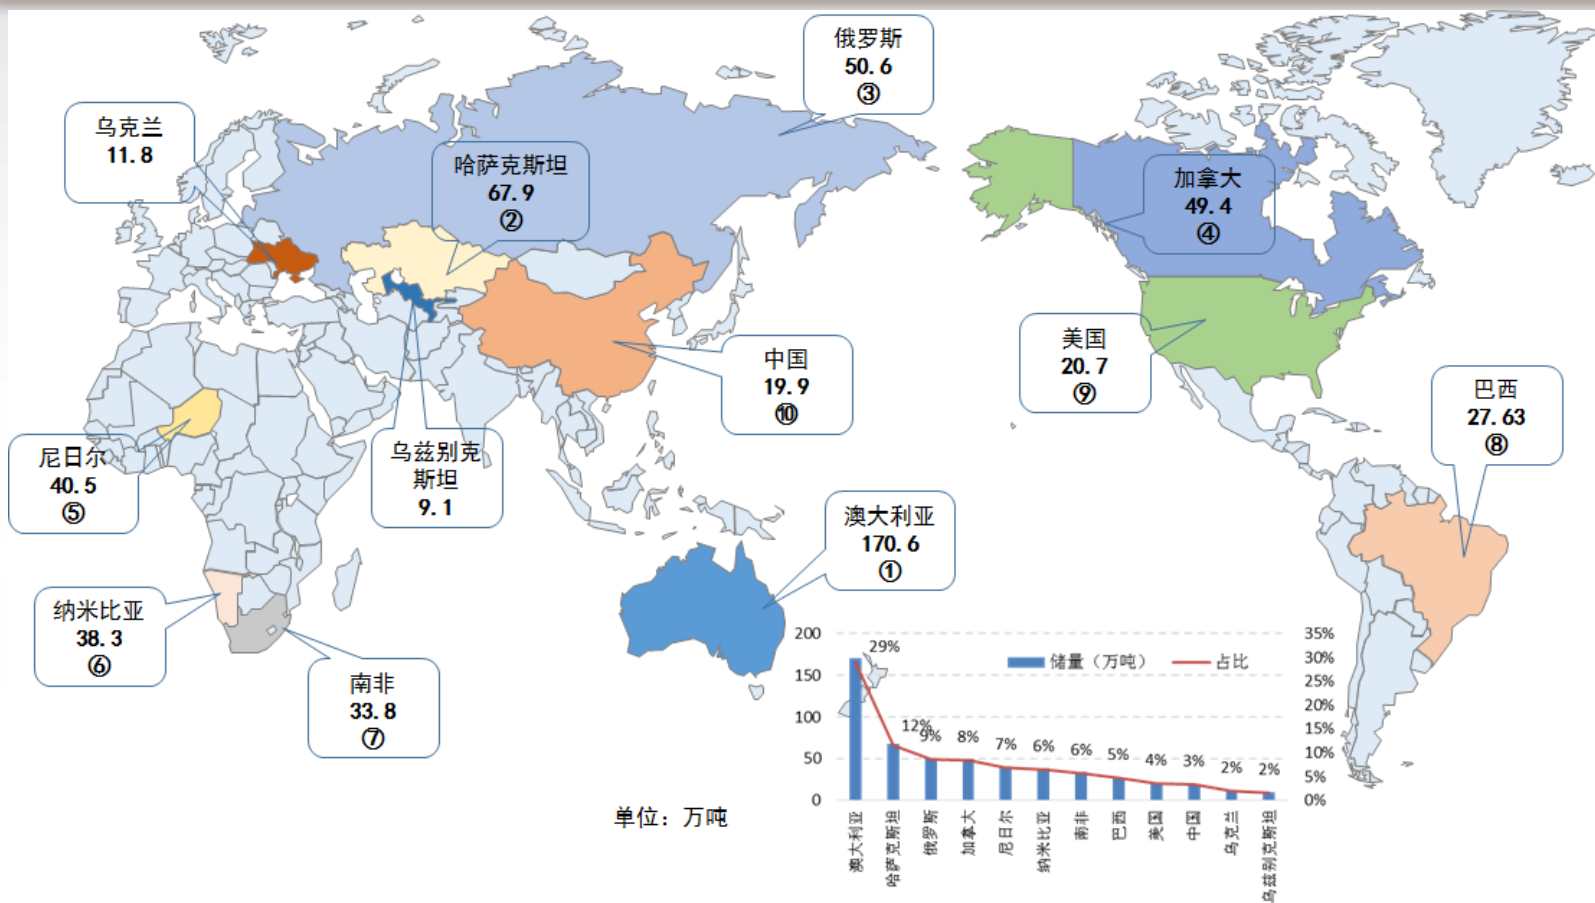 俄罗斯
50.6
③
乌克兰
11.8
哈萨克斯坦
67.9
②
加拿大
49.4
④
美国
20.7
⑨
中国
19.9
⑩
巴西
27.63
⑧
尼日尔
40.5
⑤
乌兹别克
斯坦
9.1
澳大利亚
170.6
①
纳米比亚
38.3
⑥
南非
33.8
⑦
单位：万吨
储量（万吨）
占比
200
150
100
50
0
35%
30%
25%
20%
15%
10%
5%
0%
29%
12%
9%
8%
7%
6%
6%
5%
4%
3%
2%
2%
澳大利亚
哈萨克斯坦
俄罗斯
加拿大
尼日尔
纳米比亚
南非
巴西
美国
中国
乌克兰
乌兹别克斯坦